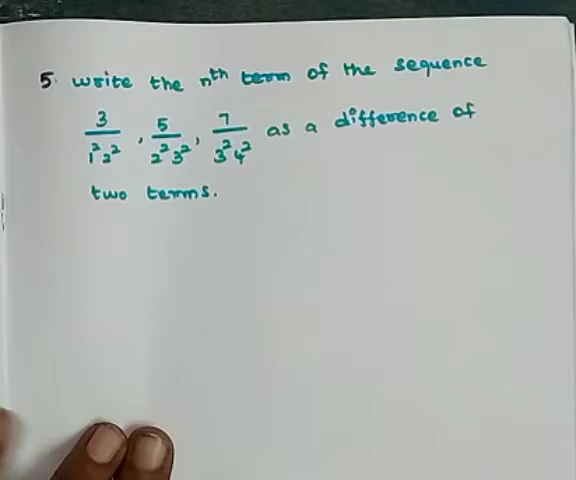 5. Write the nth term of the sequence
3/1²2², 5/2²3², 7/3²4² as a difference of
two terms.